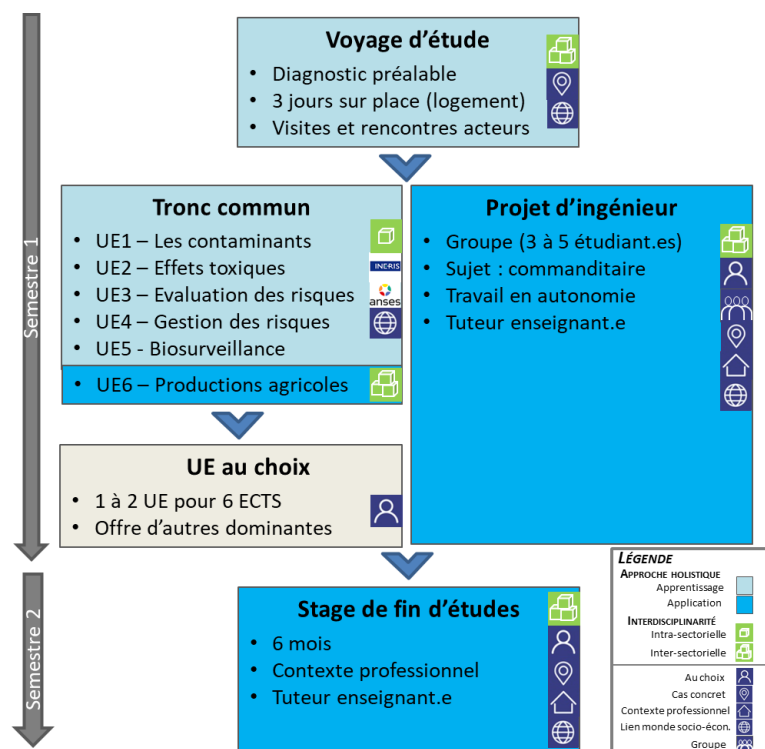 Semestre 1
Voyage d'étude
• Diagnostic préalable
• 3 jours sur place (logement)
• Visites et rencontres acteurs
Tronc commun
• UE1 – Les contaminants
• UE2 – Effets toxiques
• UE3 – Evaluation des risques
• UE4 – Gestion des risques
• UE5 - Biosurveillance
• UE6 – Productions agricoles
INERIS
anses
Projet d'ingénieur
• Groupe (3 à 5 étudiant.es)
• Sujet : commanditaire
• Travail en autonomie
• Tuteur enseignant.e
UE au choix
• 1 à 2 UE pour 6 ECTS
• Offre d'autres dominantes
Semestre 2
Stage de fin d'études
• 6 mois
• Contexte professionnel
• Tuteur enseignant.e
LÉGENDE
APPROCHE HOLISTIQUE
Apprentissage
Application
INTERDISCIPLINARITÉ
Intra-sectorielle
Inter-sectorielle
Au choix
Cas concret
Contexte professionnel
Lien monde socio-écon.
Groupe